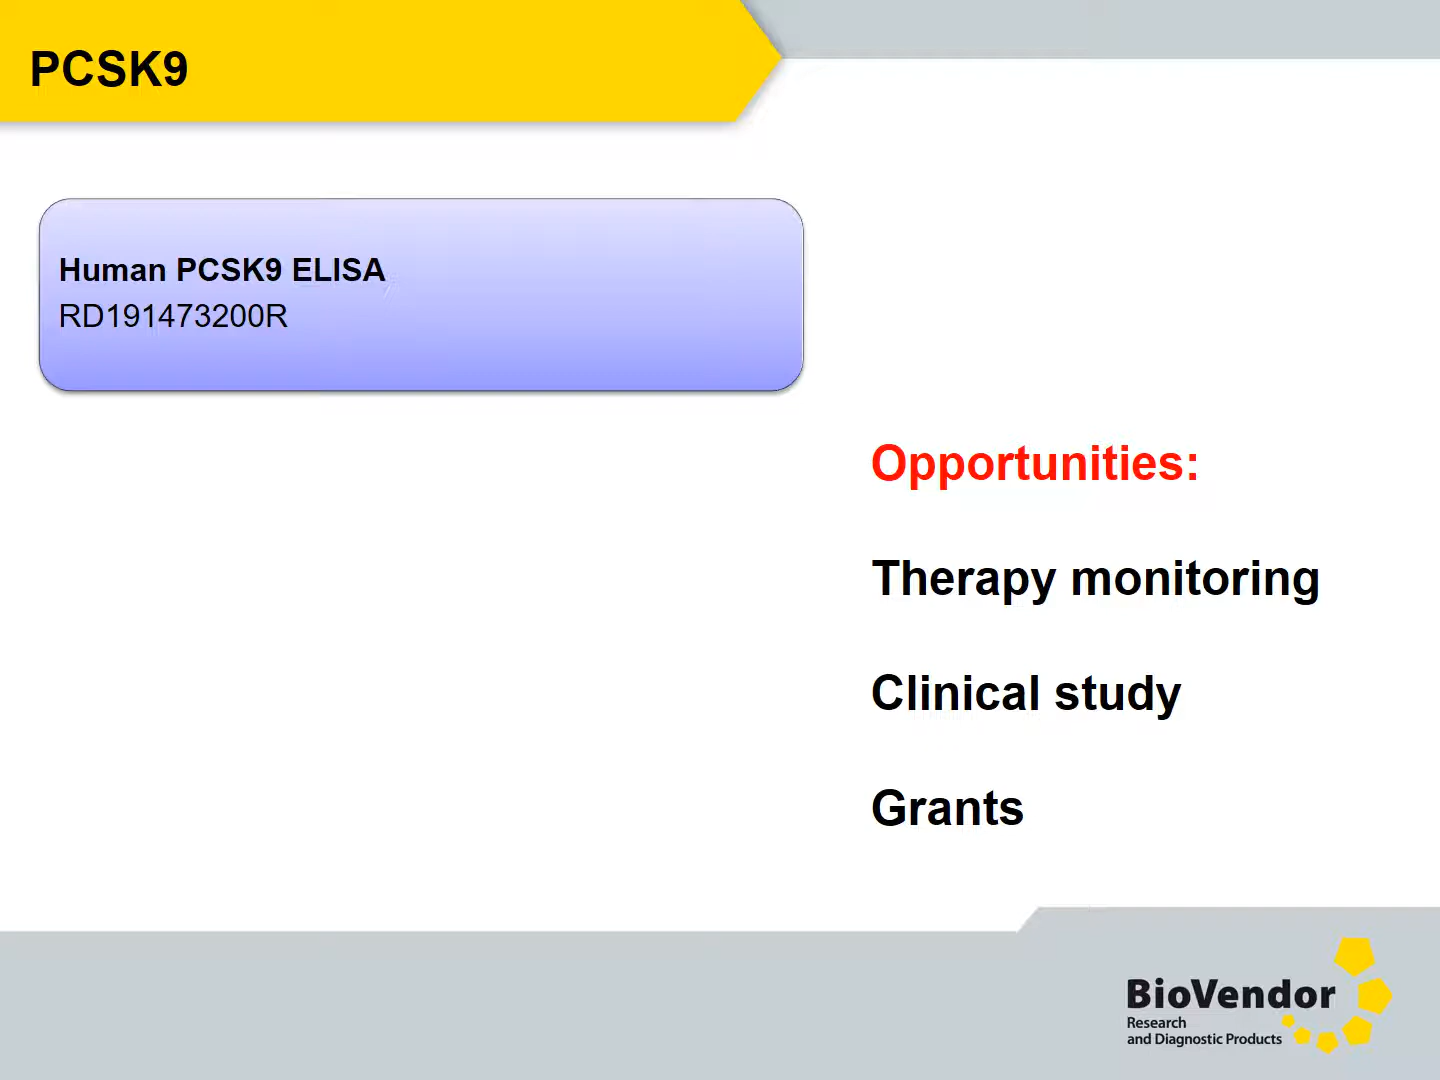 PCSK9
Human PCSK9 ELISA
RD191473200R
Opportunities:
Therapy monitoring
Clinical study
Grants
BioVendor
Research
and Diagnostic Products